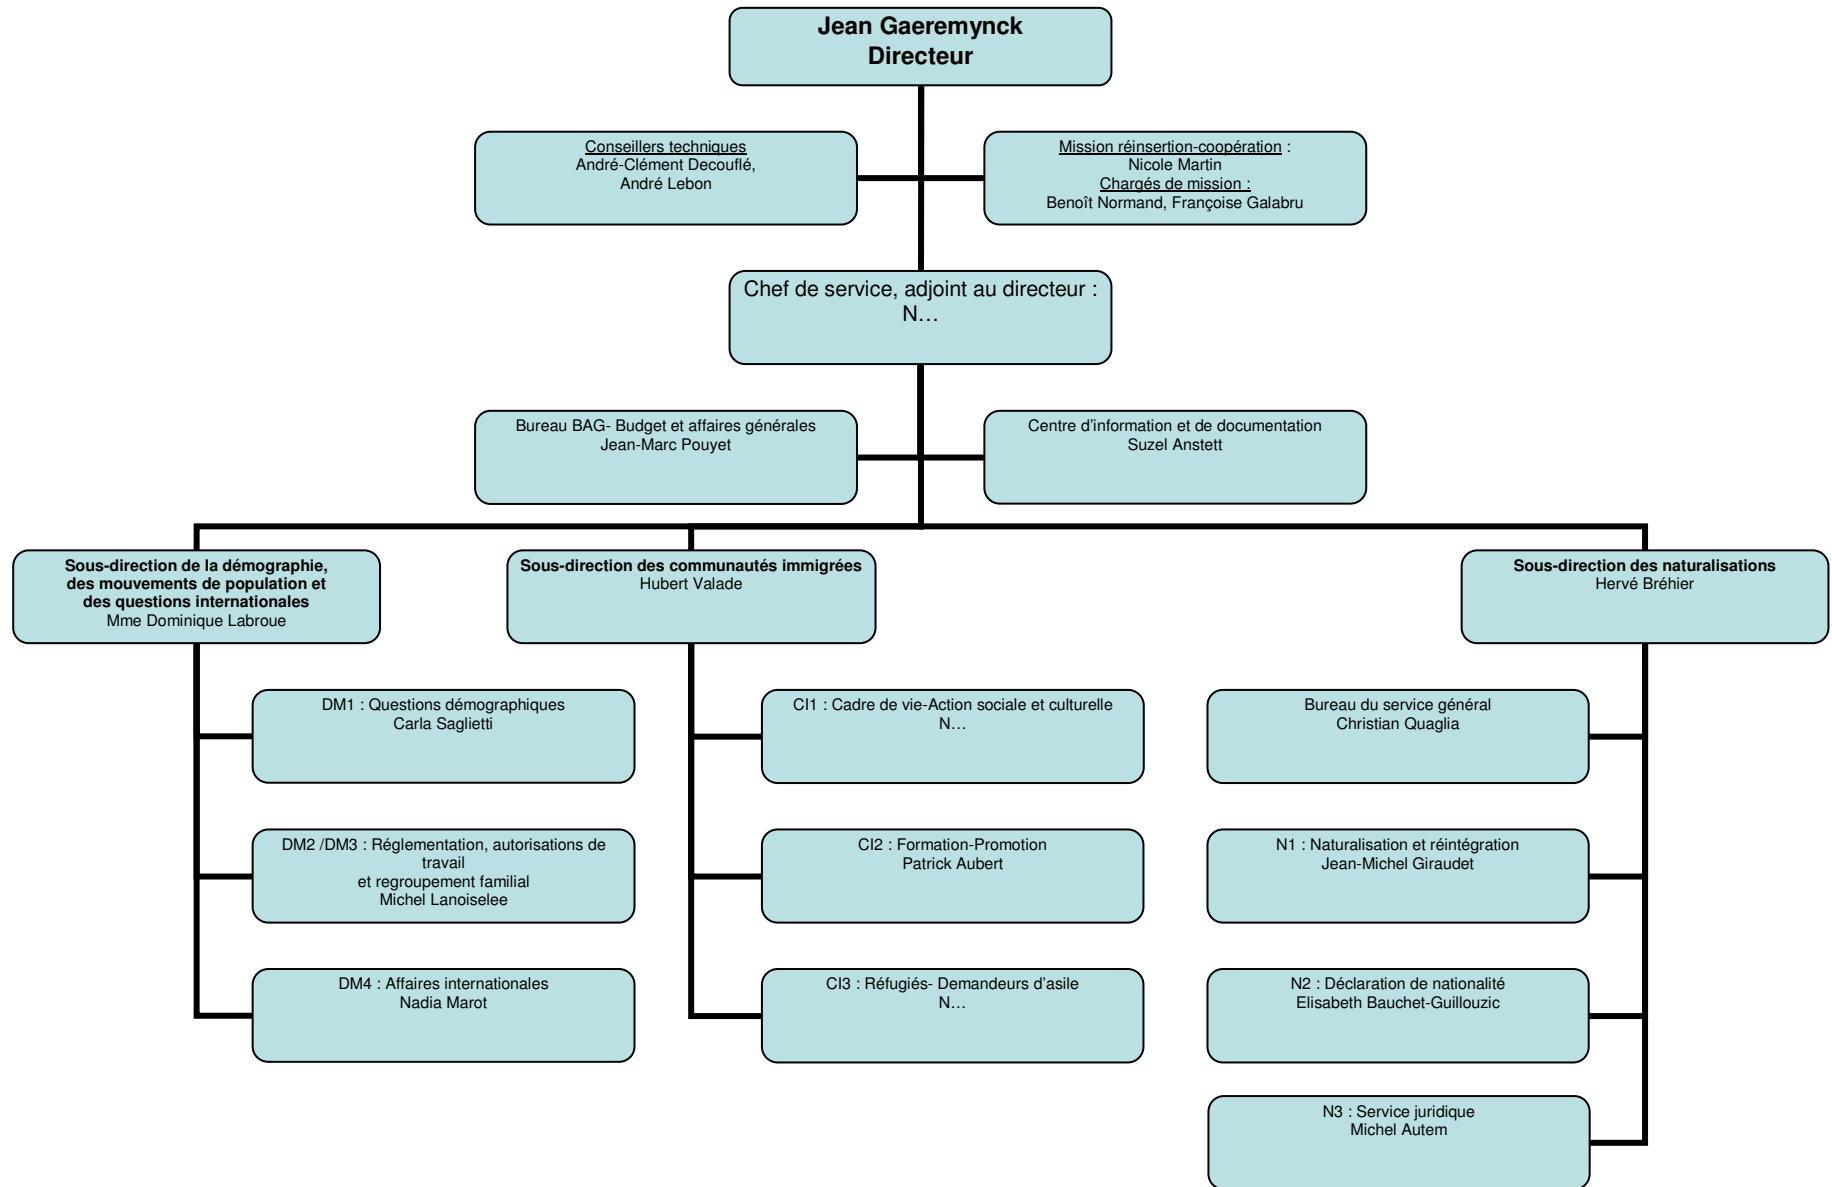 Jean Gaeremynck
Directeur
Conseillers techniques
André-Clément Decouflé,
André Lebon
Mission réinsertion-coopération :
Nicole Martin
Chargés de mission :
Benoît Normand, Françoise Galabru
Chef de service, adjoint au directeur :
N…
Bureau BAG- Budget et affaires générales
Jean-Marc Pouyet
Centre d'information et de documentation
Suzel Anstett
Sous-direction de la démographie,
des mouvements de population et
des questions internationales
Mme Dominique Labroue
Sous-direction des communautés immigrées
Hubert Valade
Sous-direction des naturalisations
Hervé Bréhier
DM1 : Questions démographiques
Carla Saglietti
CI1 : Cadre de vie-Action sociale et culturelle
N…
Bureau du service général
Christian Quaglia
DM2 /DM3 : Réglementation, autorisations de
travail
et regroupement familial
Michel Lanoiselee
CI2 : Formation-Promotion
Patrick Aubert
N1 : Naturalisation et réintégration
Jean-Michel Giraudet
DM4 : Affaires internationales
Nadia Marot
CI3 : Réfugiés- Demandeurs d'asile
N…
N2 : Déclaration de nationalité
Elisabeth Bauchet-Guillouzic
N3 : Service juridique
Michel Autem